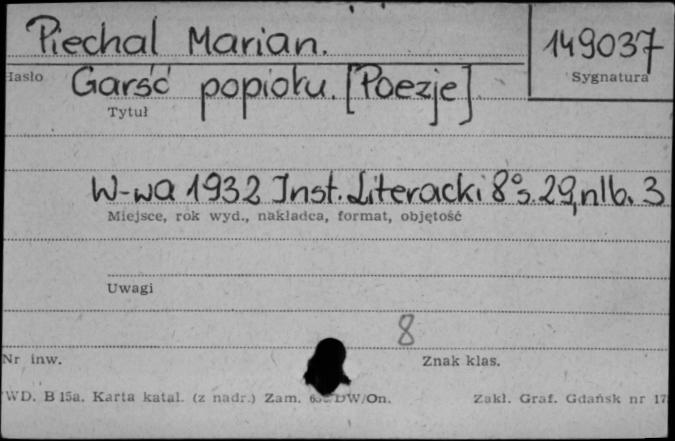 Piechal Marian.
149037
Hasło
Sygnatura
Garść popiołu. [Poezje].
Tytuł
W-wa 1932 Inst. Literacki 8° s. 29, nlb. 3
Miejsce, rok wyd., nakładca, format, objętość
Uwagi
8
Nr inw.
Znak klas.
WD. B 15a. Karta katal. (z nadr.) Zam. DW/On.
Zakł. Graf. Gdańsk nr 17